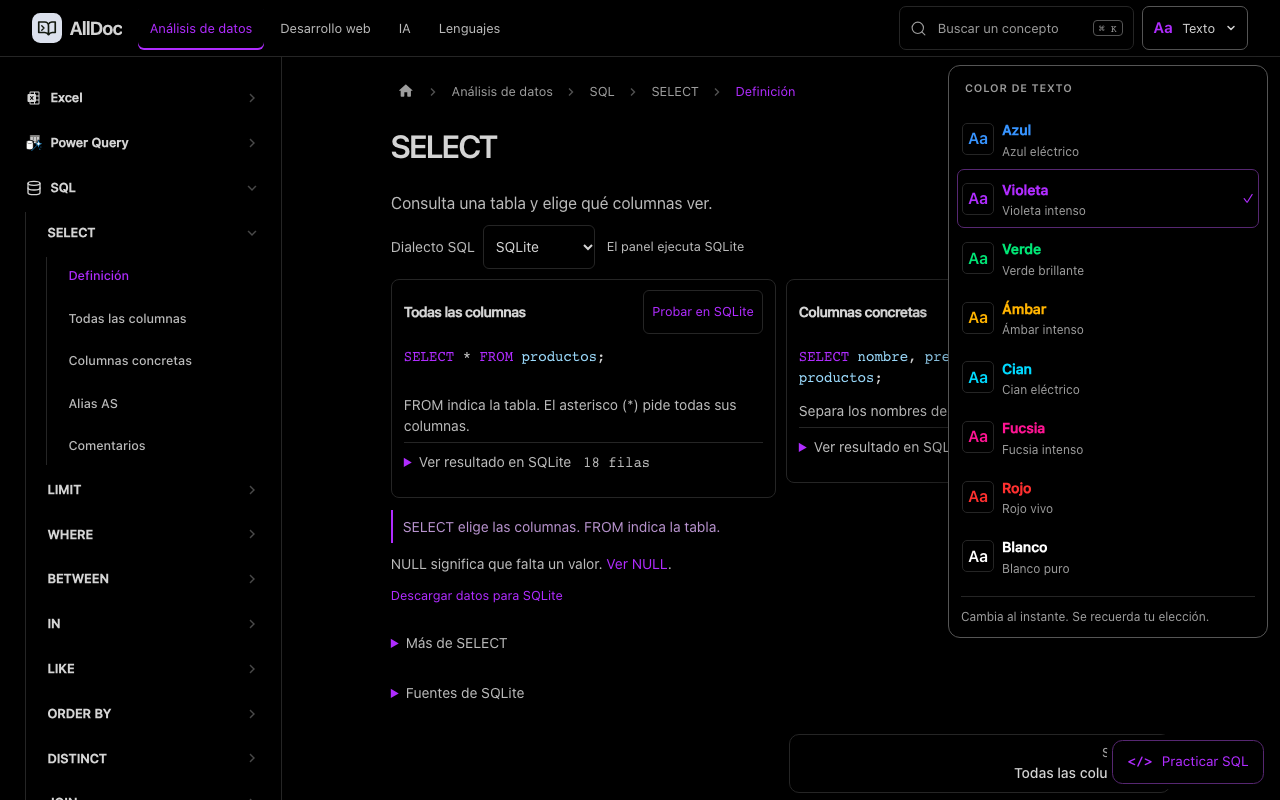 AllDoc
Análisis de datos
Desarrollo web
IA
Lenguajes
Buscar un concepto
⌘ K
Aa Texto
Excel
Power Query
SQL
SELECT
Definición
Todas las columnas
Columnas concretas
Alias AS
Comentarios
LIMIT
WHERE
BETWEEN
IN
LIKE
ORDER BY
DISTINCT
Análisis de datos
SQL
SELECT
Definición
SELECT
Consulta una tabla y elige qué columnas ver.
Dialecto SQL
SQLite
El panel ejecuta SQLite
Todas las columnas
Probar en SQLite
SELECT * FROM productos;
FROM indica la tabla. El asterisco (*) pide todas sus
columnas.
Ver resultado en SQLite 18 filas
Columnas concretas
SELECT nombre, pre
productos;
Separa los nombres de
Ver resultado en SQL
SELECT elige las columnas. FROM indica la tabla.
NULL significa que falta un valor. Ver NULL.
Descargar datos para SQLite
Más de SELECT
Fuentes de SQLite
Todas las colu
</> Practicar SQL
COLOR DE TEXTO
Aa
Azul
Azul eléctrico
Aa
Violeta
Violeta intenso
Aa
Verde
Verde brillante
Aa
Ámbar
Ámbar intenso
Aa
Cian
Cian eléctrico
Aa
Fucsia
Fucsia intenso
Aa
Rojo
Rojo vivo
Aa
Blanco
Blanco puro
Cambia al instante. Se recuerda tu elección.